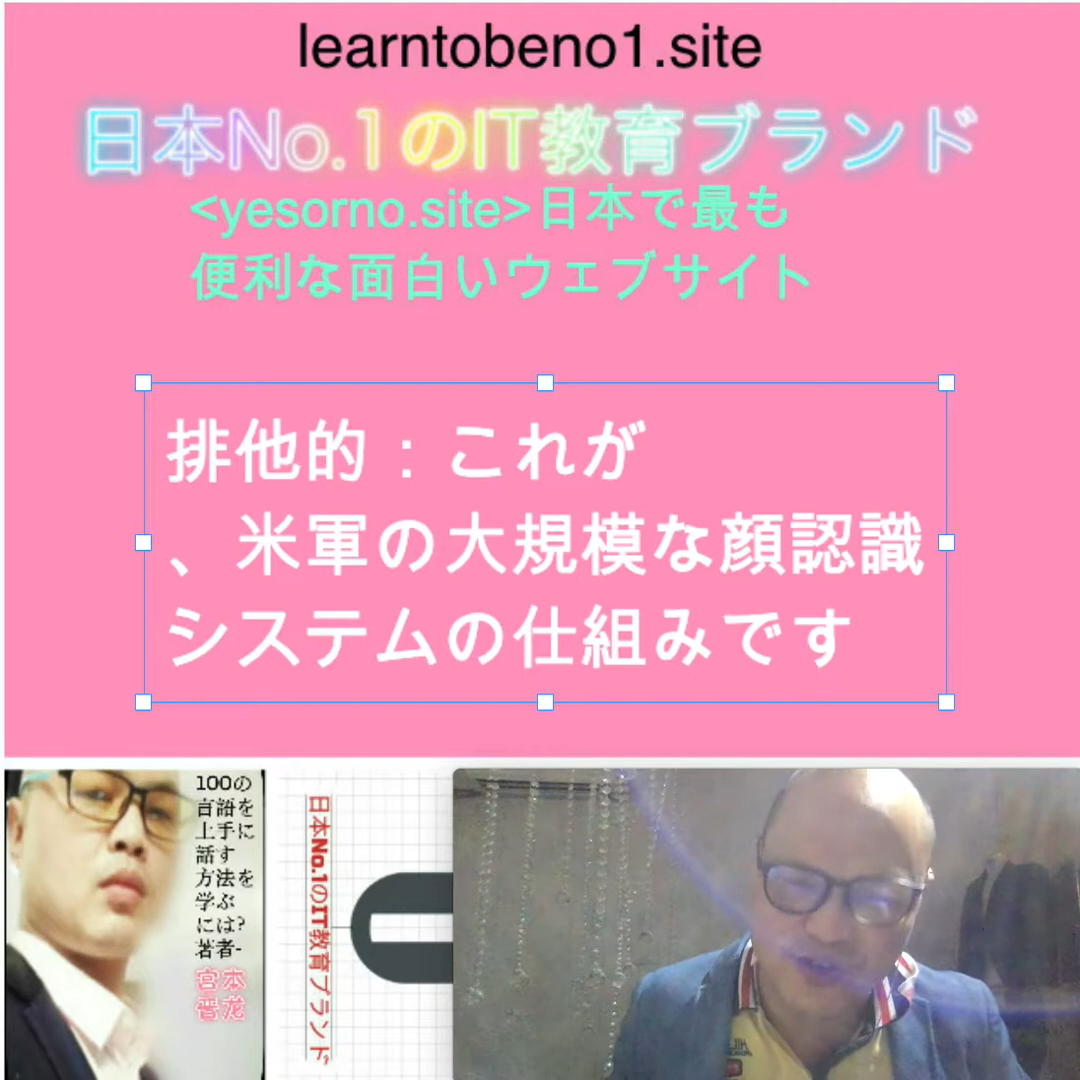 learntobeno1.site
日本No.1のIT教育ブランド
<yesorno.site>日本で最も
便利な面白いウェブサイト
排他的：これが
、米軍の大規模な顔認識
システムの仕組みです
100の
言語を
上手に
話す
方法を
学ぶ
には?
著者-
宮本
晋龙
日本No.1のIT教育ブランド